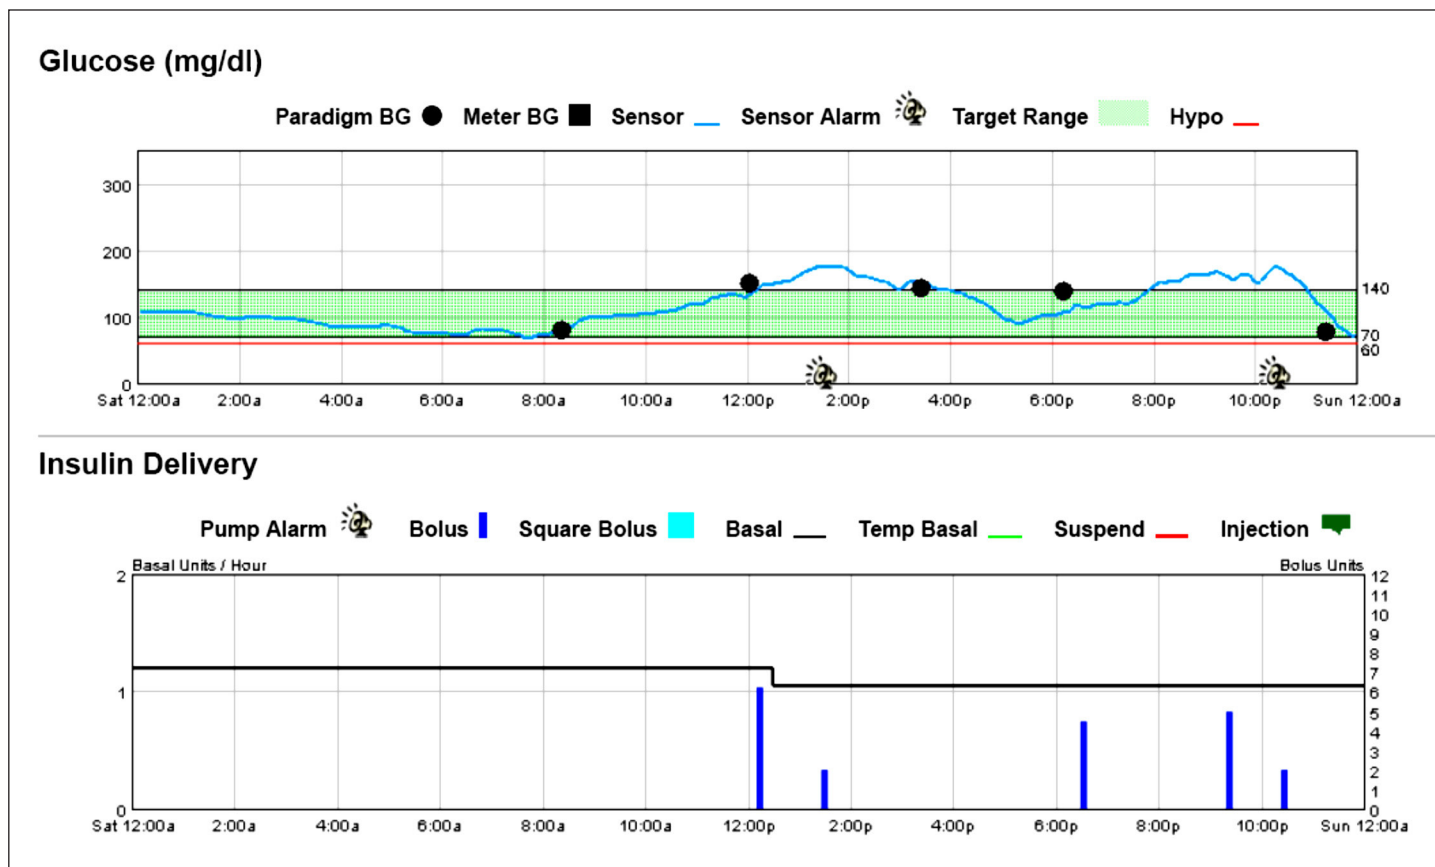 Glucose (mg/dl)
Paradigm BG Meter BG Sensor Sensor Alarm Target Range Hypo
300
200
140
100
70
60
0
Sat 12:00a 2:00a 4:00a 6:00a 8:00a 10:00a 12:00p 2:00p 4:00p 6:00p 8:00p 10:00p Sun 12:00a
Insulin Delivery
Pump Alarm Bolus Square Bolus Basal Temp Basal Suspend Injection
Basal Units / Hour Bolus Units
2 12
11
10
9
8
7
1 6
5
4
3
2
1
0 0
Sat 12:00a 2:00a 4:00a 6:00a 8:00a 10:00a 12:00p 2:00p 4:00p 6:00p 8:00p 10:00p Sun 12:00a